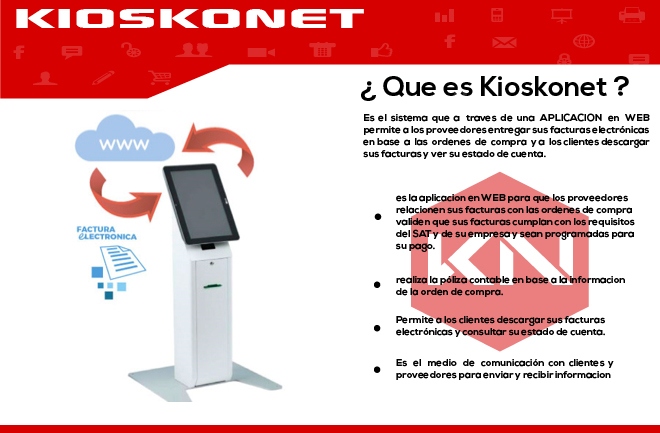 KIOSKONET
¿ Que es Kioskonet ?
Es el sistema que a traves de una APLICACION en WEB
permite a los proveedores entregar sus facturas electrónicas
en base a las ordenes de compra y a los clientes descargar
sus facturas y ver su estado de cuenta.
WWW
FACTURA
ELECTRÓNICA
es la aplicacion en WEB para que los proveedores
relacionen sus facturas con las ordenes de compra
validen que sus facturas cumplan con los requisitos
del SAT y de su empresa y sean programadas para
su pago.
KN
realiza la póliza contable en base a la informacion
de la orden de compra.
Permite a los clientes descargar sus facturas
electrónicas y consultar su estado de cuenta.
Es el medio de comunicación con clientes y
proveedores para enviar y recibir informacion